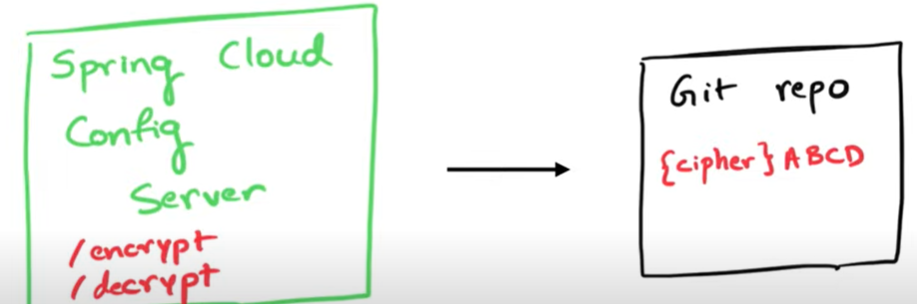 Spring Cloud
Config
Server
/encrypt
/decrypt
Git repo
{cipher}ABCD